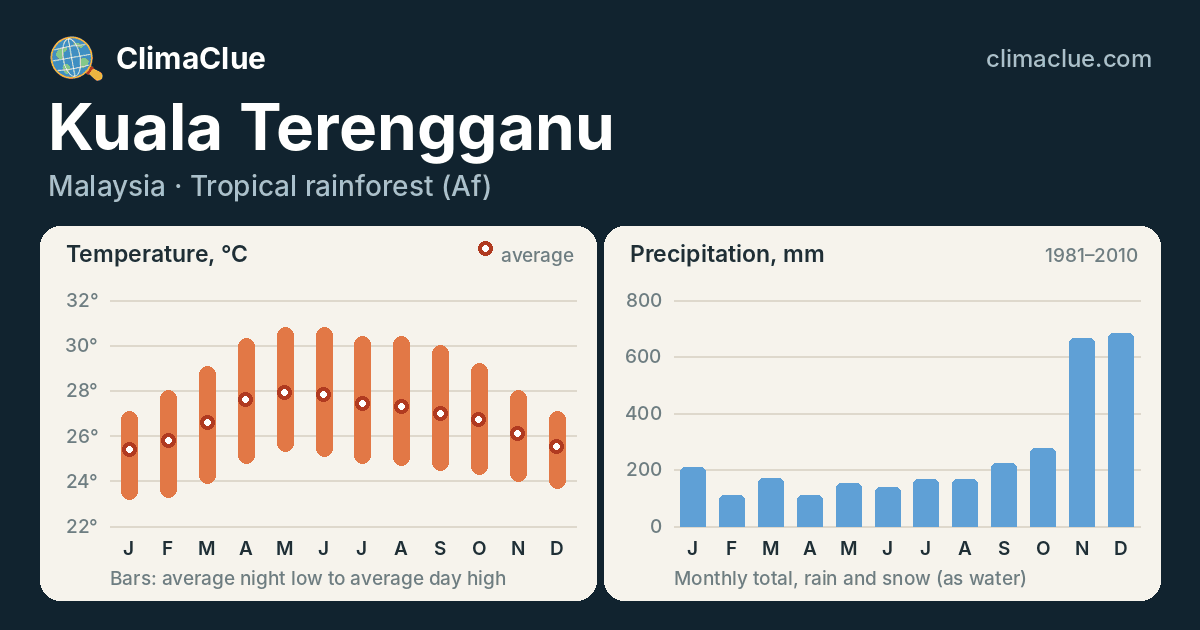 ClimaClue
climaclue.com
Kuala Terengganu
Malaysia · Tropical rainforest (Af)
Temperature, °C
average
32°
30°
28°
26°
24°
22°
J F M A M J J A S O N D
Bars: average night low to average day high
Precipitation, mm
1981–2010
800
600
400
200
0
J F M A M J J A S O N D
Monthly total, rain and snow (as water)